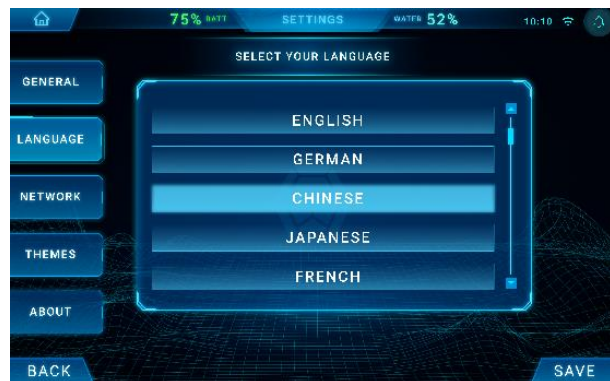 75% BATT SETTINGS WATER 52% 10:10
SELECT YOUR LANGUAGE
GENERAL
LANGUAGE
NETWORK
THEMES
ABOUT
ENGLISH
GERMAN
CHINESE
JAPANESE
FRENCH
BACK
SAVE